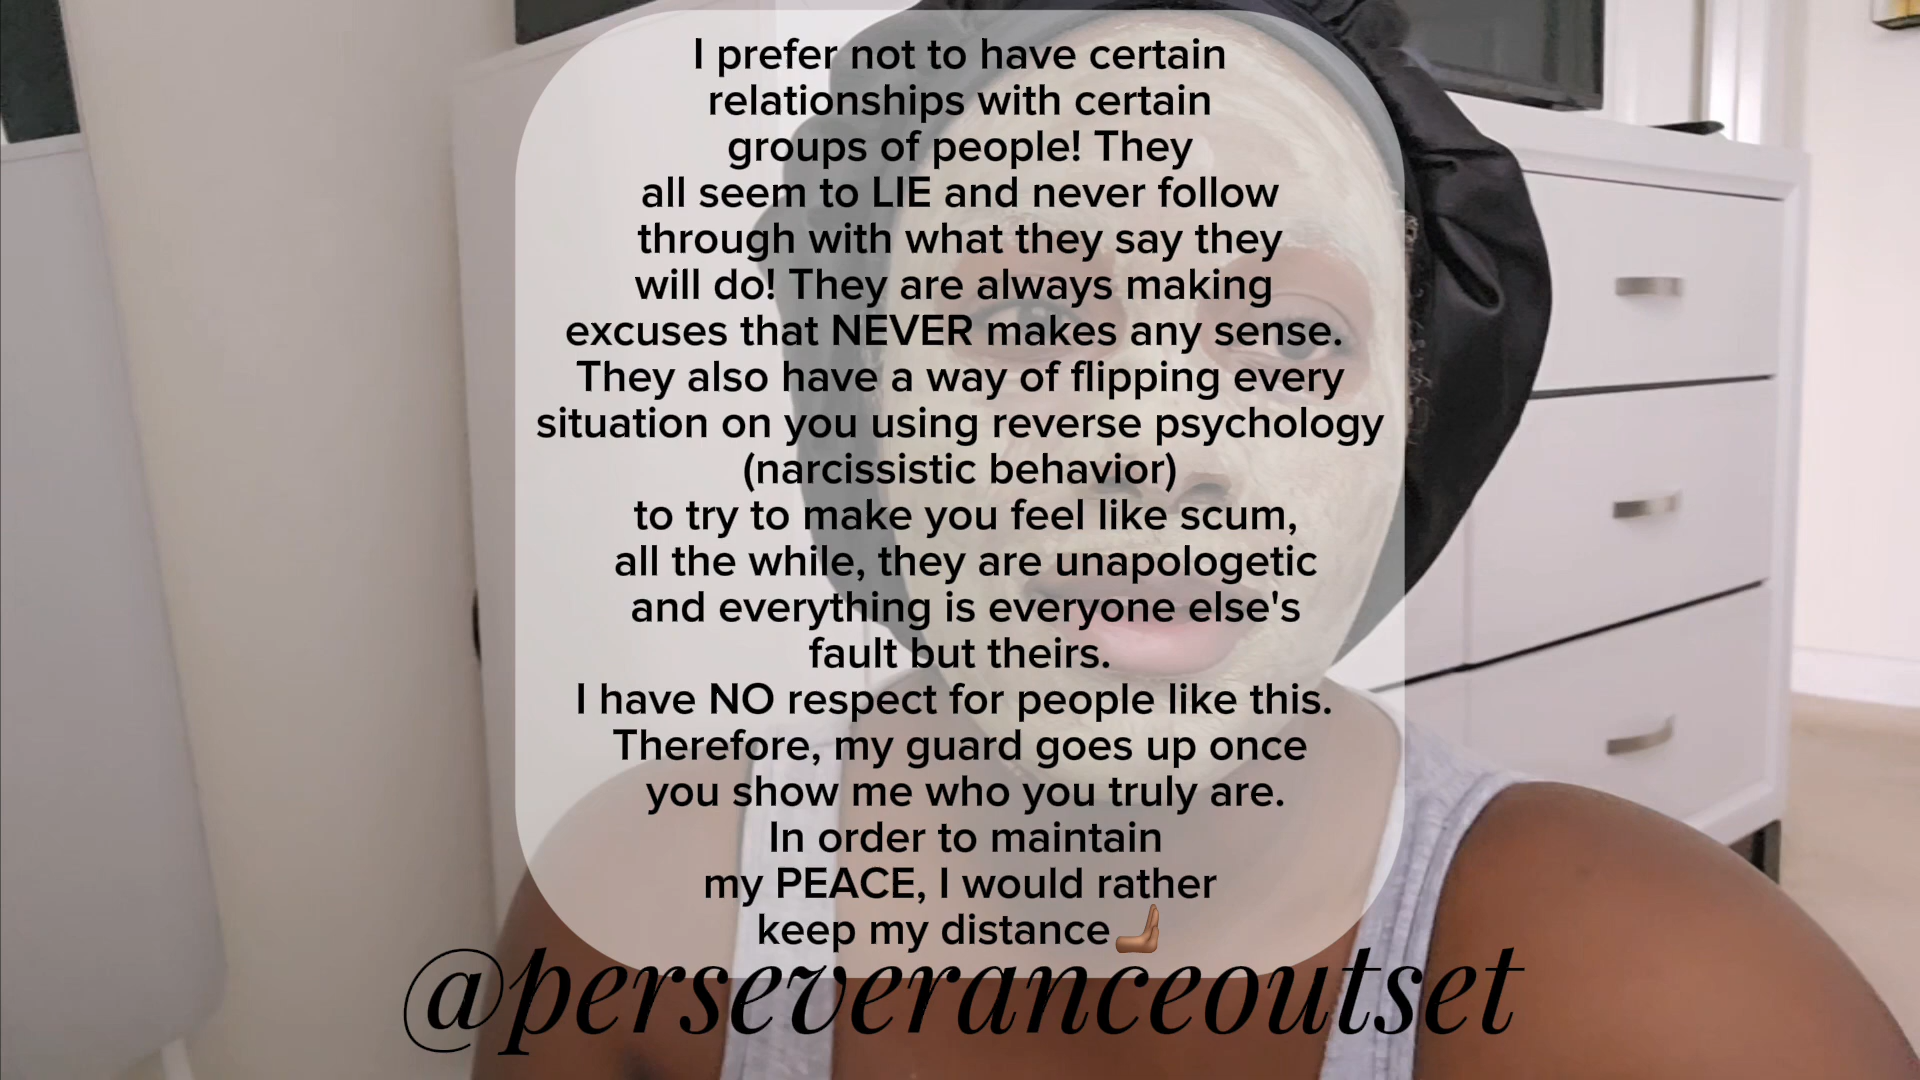 I prefer not to have certain
relationships with certain
groups of people! They
all seem to LIE and never follow
through with what they say they
will do! They are always making
excuses that NEVER makes any sense.
They also have a way of flipping every
situation on you using reverse psychology
(narcissistic behavior)
to try to make you feel like scum,
all the while, they are unapologetic
and everything is everyone else's
fault but theirs.
I have NO respect for people like this.
Therefore, my guard goes up once
you show me who you truly are.
In order to maintain
my PEACE, I would rather
keep my distance🫸🏾
@perseveranceoutset